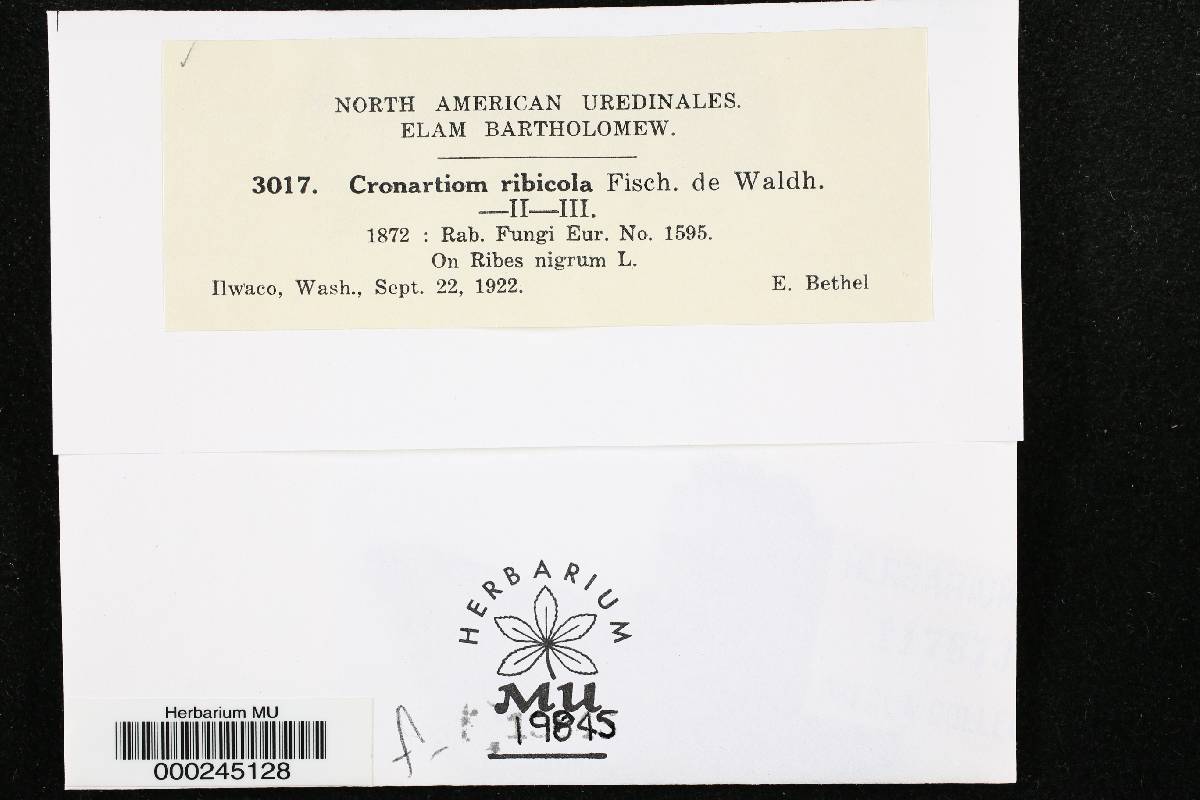 NORTH AMERICAN UREDINALES.
ELAM BARTHOLOMEW.
3017. Cronartiom ribicola Fisch. de Waldh.
—II—III.
1872 : Rab. Fungi Eur. No. 1595.
On Ribes nigrum L.
Ilwaco, Wash., Sept. 22, 1922. E. Bethel
HERBARIUM
MU
19845
Herbarium MU
000245128